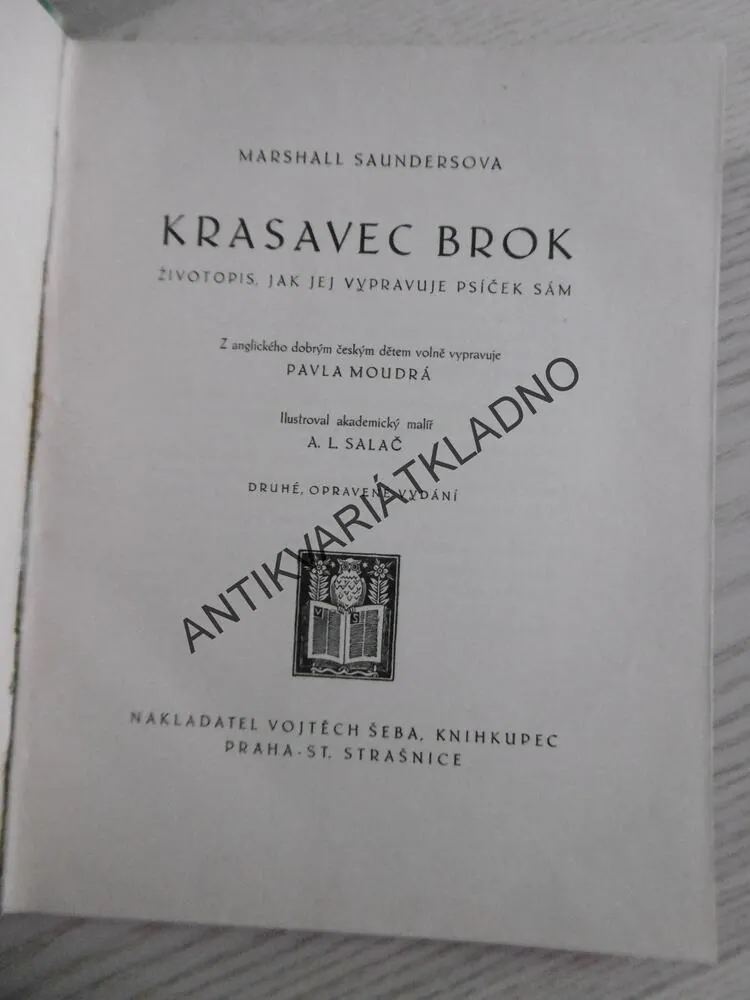 MARSHALL SAUNDERSOVA
KRASAVEC BROK
ŽIVOTOPIS, JAK JEJ VYPRAVUJE PSÍČEK SÁM
Z anglického dobrým českým dětem volně vypravuje
PAVLA MOUDRÁ
Ilustroval akademický malíř
A. L. SALAČ
DRUHÉ, OPRAVENÉ VYDÁNÍ
ANTIKVARIÁTKLADNO
V S
NAKLADATEL VOJTĚCH ŠEBA, KNIHKUPEC
PRAHA - ST. STRAŠNICE